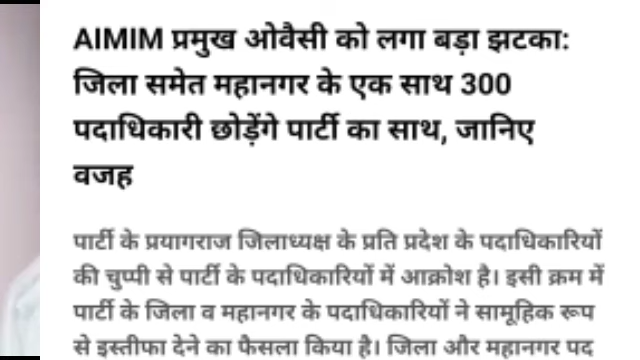 AIMIM प्रमुख ओवैसी को लगा बड़ा झटका:
जिला समेत महानगर के एक साथ 300
पदाधिकारी छोड़ेंगे पार्टी का साथ, जानिए
वजह
पार्टी के प्रयागराज जिलाध्यक्ष के प्रति प्रदेश के पदाधिकारियों
की चुप्पी से पार्टी के पदाधिकारियों में आक्रोश है। इसी क्रम में
पार्टी के जिला व महानगर के पदाधिकारियों ने सामूहिक रूप
से इस्तीफा देने का फैसला किया है। जिला और महानगर पद